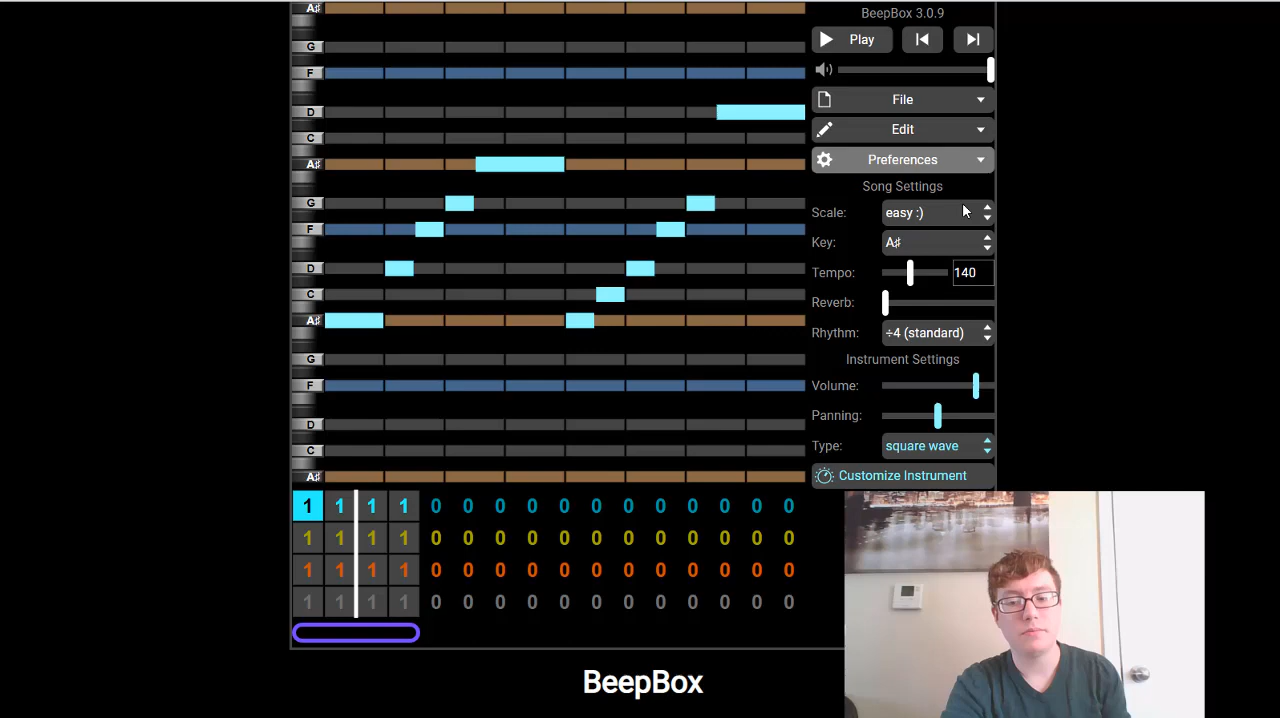 BeepBox 3.0.9
Play
File
Edit
Preferences
Song Settings
Scale: easy :)
Key: A♯
Tempo: 140
Reverb:
Rhythm: ÷4 (standard)
Instrument Settings
Volume:
Panning:
Type: square wave
Customize Instrument
A♯
G
F
D
C
A♯
G
F
D
C
A♯
G
F
D
C
A♯
1 1 1 1 0 0 0 0 0 0 0 0 0 0 0 0
1 1 1 1 0 0 0 0 0 0 0 0 0 0 0 0
1 1 1 1 0 0 0 0 0 0 0 0 0 0 0 0
1 1 1 1 0 0 0 0 0 0 0 0 0 0 0 0
BeepBox